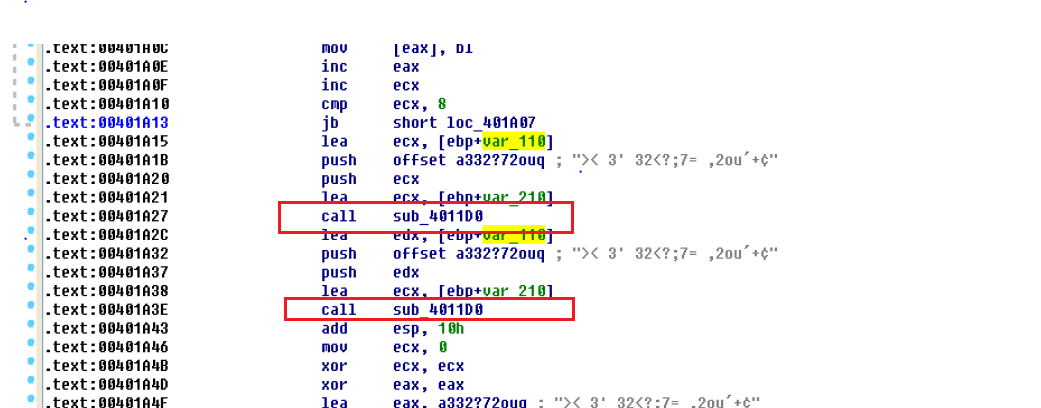 .text:00401A0C mov [eax], bl
.text:00401A0E inc eax
.text:00401A0F inc ecx
.text:00401A10 cmp ecx, 8
.text:00401A13 jb short loc_401A07
.text:00401A15 lea ecx, [ebp+var_110]
.text:00401A1B push offset a332?72ouq ; "">< 3' 32<?;7= ,2ou´+¢"
.text:00401A20 push ecx
.text:00401A21 lea ecx, [ebp+var_210]
.text:00401A27 call sub_4011D0
.text:00401A2C lea edx, [ebp+var_110]
.text:00401A32 push offset a332?72ouq ; "">< 3' 32<?;7= ,2ou´+¢"
.text:00401A37 push edx
.text:00401A38 lea ecx, [ebp+var_210]
.text:00401A3E call sub_4011D0
.text:00401A43 add esp, 10h
.text:00401A46 mov ecx, 0
.text:00401A4B xor ecx, ecx
.text:00401A4D xor eax, eax
.text:00401A4F lea eax, a332?72ouq ; "">< 3' 32<?;7= ,2ou´+¢"